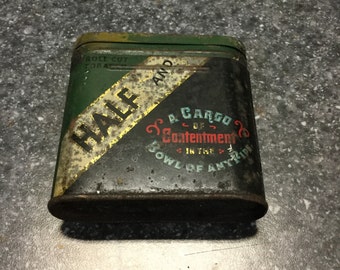 HALF AND
A CARGO
OF
Contentment
IN THE
BOWL OF ANY PIPE